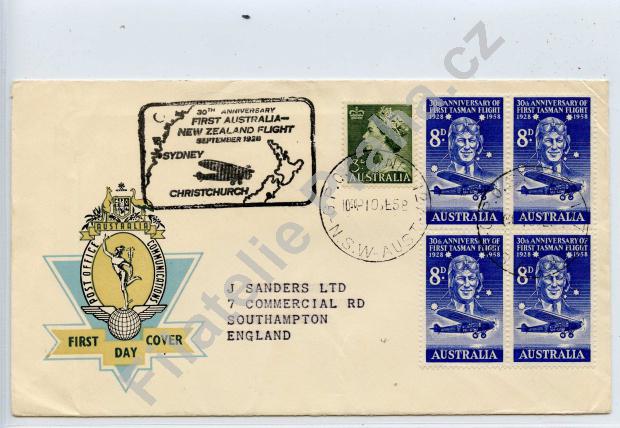 30TH ANNIVERSARY
FIRST AUSTRALIA-
NEW ZEALAND FLIGHT
SEPTEMBER 1928
SYDNEY
CHRISTCHURCH
AUSTRALIA
30th ANNIVERSARY OF
FIRST TASMAN FLIGHT
1928 1958
8D
AUSTRALIA
30th ANNIVERSARY OF
FIRST TASMAN FLIGHT
1928 1958
8D
AUSTRALIA
30th ANNIVERSARY OF
FIRST TASMAN FLIGHT
1928 1958
8D
AUSTRALIA
30th ANNIVERSARY OF
FIRST TASMAN FLIGHT
1928 1958
8D
AUSTRALIA
N.S.W-AUST
AUSTRALIA
POST OFFICE COMMUNICATIONS
FIRST DAY COVER
J SANDERS LTD
7 COMMERCIAL RD
SOUTHAMPTON
ENGLAND
Filatelie-Praha.cz